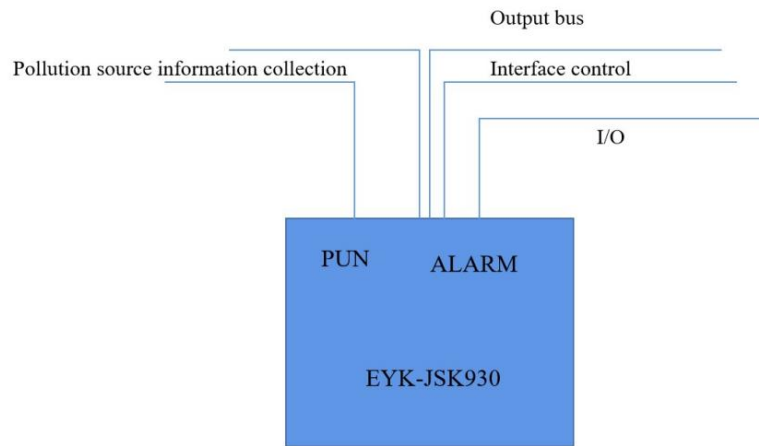 Output bus
Pollution source information collection
Interface control
I/O
PUN
ALARM
EYK-JSK930